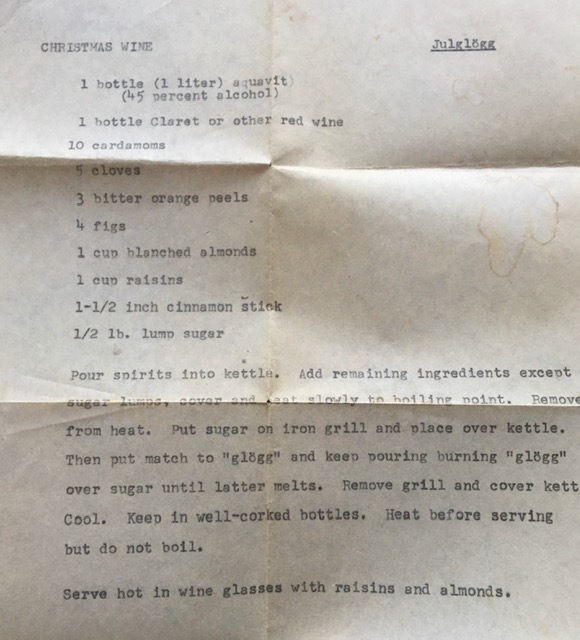 CHRISTMAS WINE Julglögg
1 bottle (1 liter) aquavit
(45 percent alcohol)
1 bottle Claret or other red wine
10 cardamoms
5 cloves
3 bitter orange peels
4 figs
1 cup blanched almonds
1 cup raisins
1-1/2 inch cinnamon stick
1/2 lb. lump sugar
Pour spirits into kettle. Add remaining ingredients except
sugar lumps, cover and heat slowly to boiling point. Remove
from heat. Put sugar on iron grill and place over kettle.
Then put match to "glögg" and keep pouring burning "glögg"
over sugar until latter melts. Remove grill and cover kett
Cool. Keep in well-corked bottles. Heat before serving
but do not boil.
Serve hot in wine glasses with raisins and almonds.